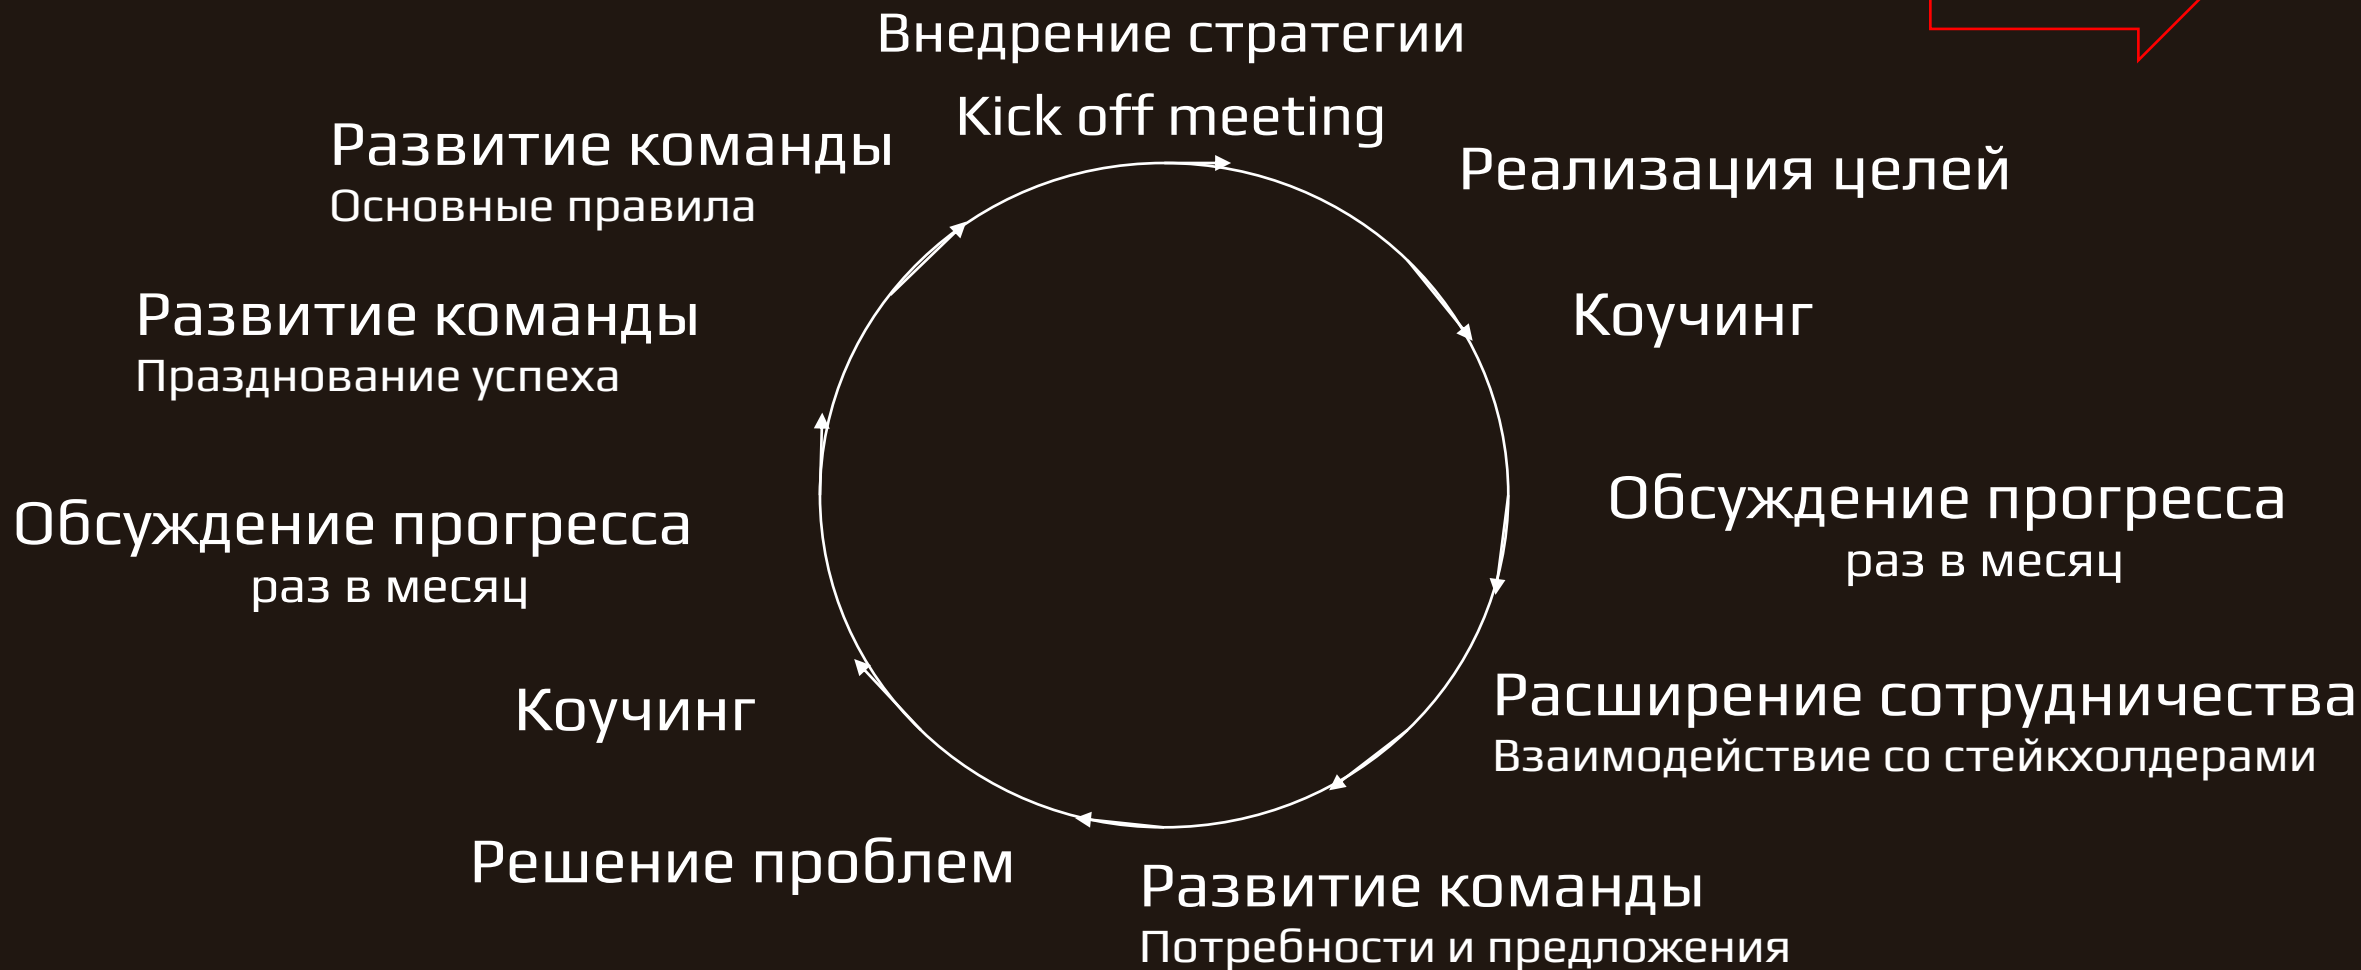 Внедрение стратегии
Kick off meeting
Реализация целей
Коучинг
Обсуждение прогресса
раз в месяц
Расширение сотрудничества
Взаимодействие со стейкхолдерами
Развитие команды
Потребности и предложения
Решение проблем
Коучинг
Обсуждение прогресса
раз в месяц
Развитие команды
Празднование успеха
Развитие команды
Основные правила